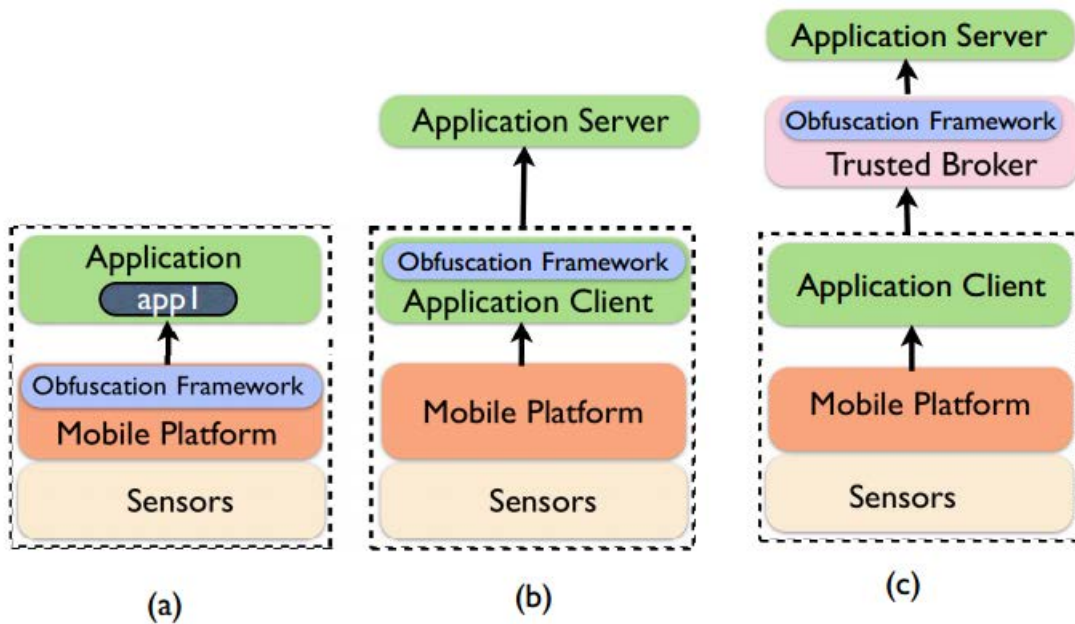 Application
app1
Obfuscation Framework
Mobile Platform
Sensors
(a)
Application Server
Obfuscation Framework
Application Client
Mobile Platform
Sensors
(b)
Application Server
Obfuscation Framework
Trusted Broker
Application Client
Mobile Platform
Sensors
(c)